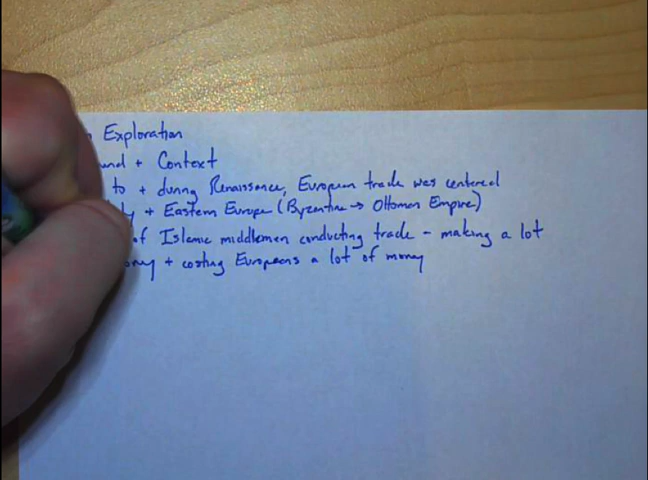 Exploration
und + Context
to + during Renaissance, European trade was centered
+ Eastern Europe (Byzantine → Ottoman Empire)
of Islamic middlemen conducting trade - making a lot
+ costing Europeans a lot of money